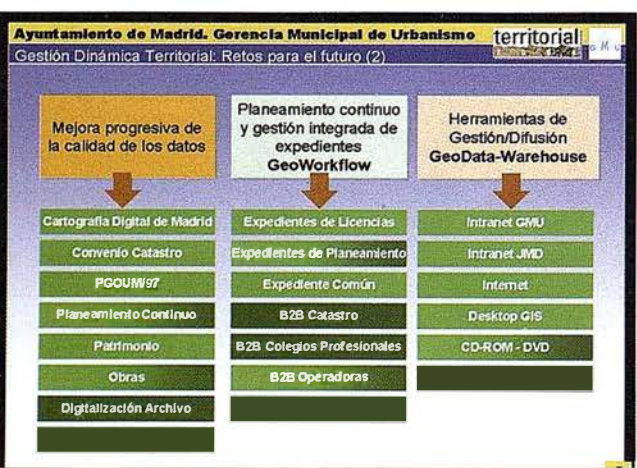 Ayuntamiento de Madrid. Gerencia Municipal de Urbanismo
territorial
Gestión Dinámica Territorial: Retos para el futuro (2)
Mejora progresiva de
la calidad de los datos
Cartografía Digital de Madrid
Convenio Catastro
PGOUM/97
Planeamiento Continuo
Patrimonio
Obras
Digitalización Archivo
Planeamiento continuo
y gestión integrada de
expedientes
GeoWorkflow
Expedientes de Licencias
Expedientes de Planeamiento
Expediente Común
B2B Catastro
B2B Colegios Profesionales
B2B Operadoras
Herramientas de
Gestión/Difusión
GeoData-Warehouse
Intranet GMU
Intranet JMD
Internet
Desktop GIS
CD-ROM - DVD